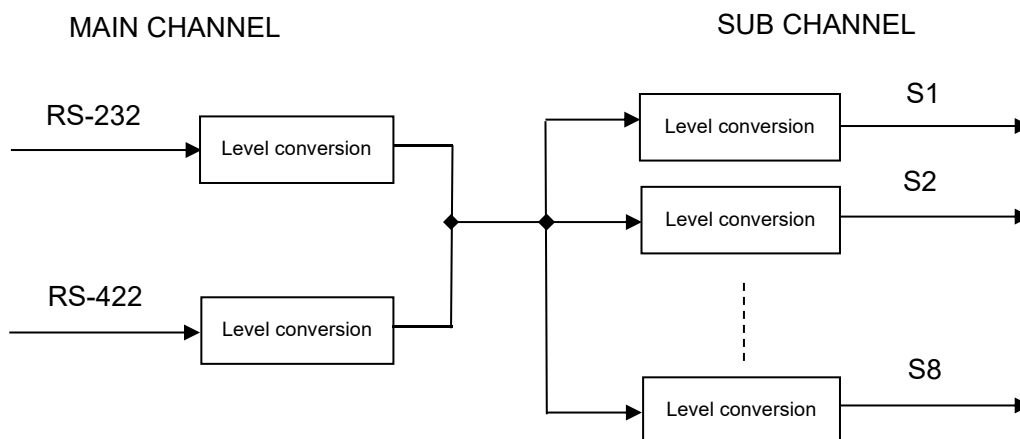 MAIN CHANNEL
SUB CHANNEL
RS-232
Level conversion
Level conversion
S1
Level conversion
S2
RS-422
Level conversion
Level conversion
S8